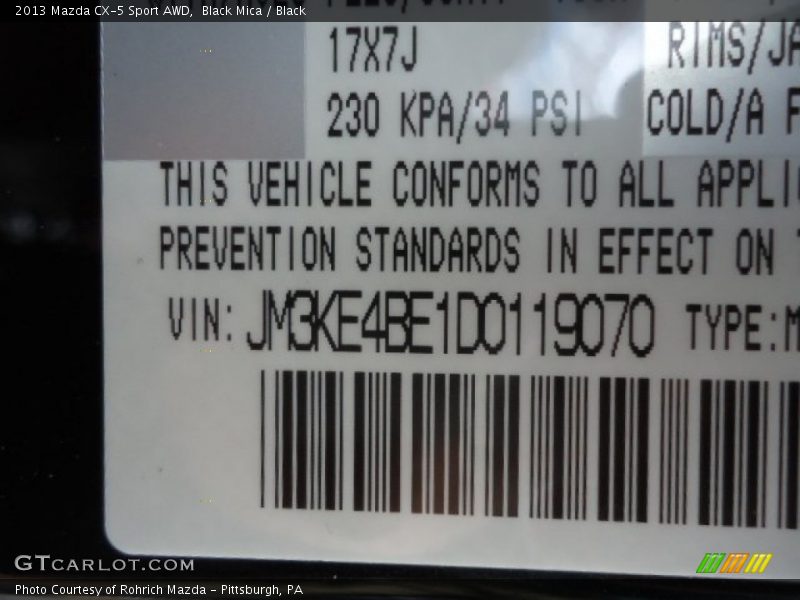 2013 Mazda CX-5 Sport AWD, Black Mica / Black
17X7J RIMS/JA
230 KPA/34 PSI COLD/A F
THIS VEHICLE CONFORMS TO ALL APPLI
PREVENTION STANDARDS IN EFFECT ON
VIN: JM3KE4BE1D0119070 TYPE:M
GTCARLOT.COM
Photo Courtesy of Rohrich Mazda - Pittsburgh, PA